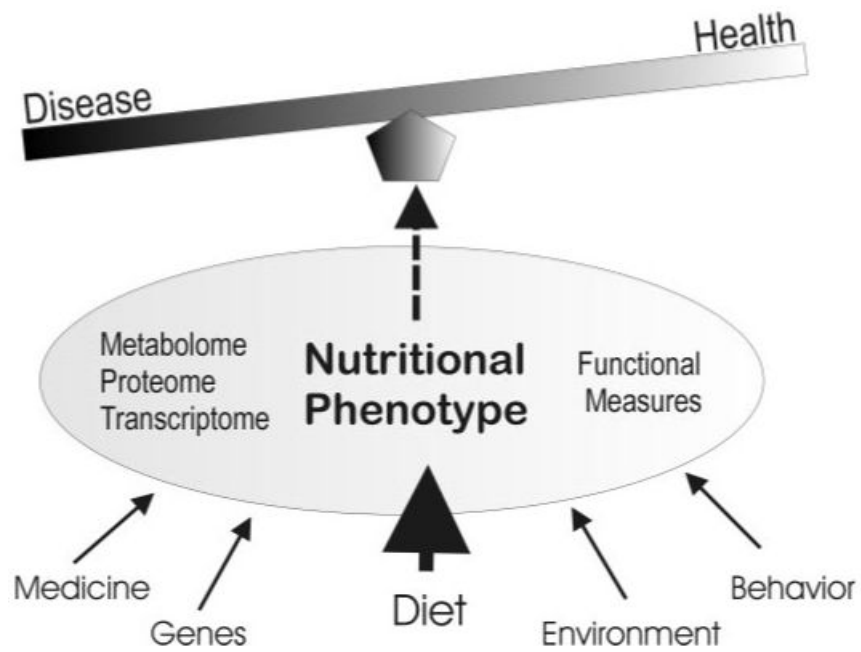 Health
Disease
Metabolome
Proteome
Transcriptome
Nutritional
Phenotype
Functional
Measures
Medicine
Genes
Diet
Environment
Behavior